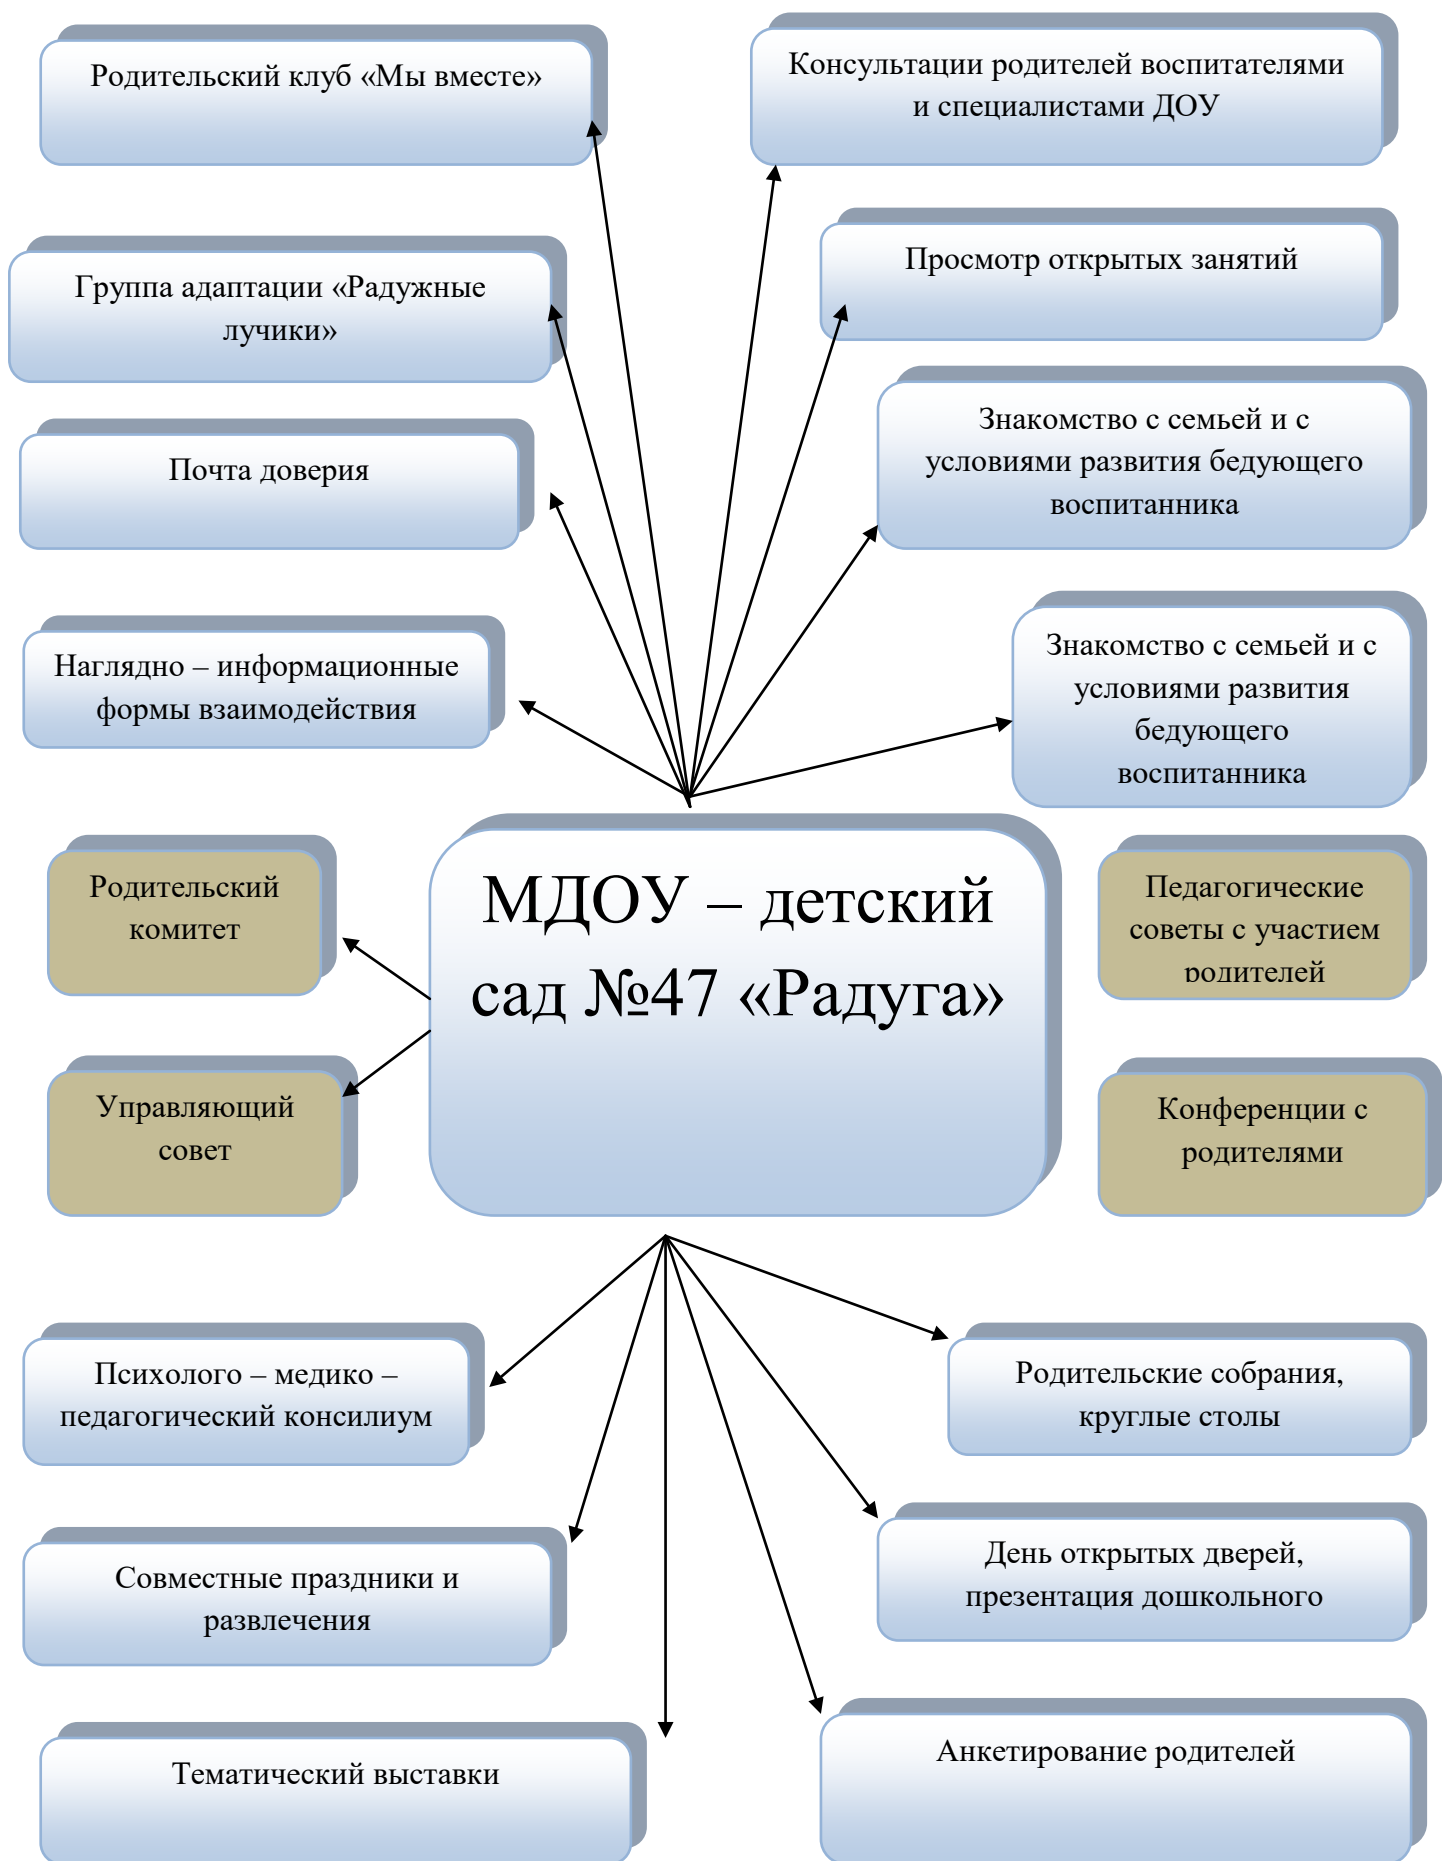 Родительский клуб «Мы вместе»
Консультации родителей воспитателями
и специалистами ДОУ
Группа адаптации «Радужные
лучики»
Просмотр открытых занятий
Почта доверия
Знакомство с семьей и с
условиями развития бедующего
воспитанника
Наглядно – информационные
формы взаимодействия
Знакомство с семьей и с
условиями развития
бедующего
воспитанника
Родительский
комитет
МДОУ – детский
сад №47 «Радуга»
Педагогические
советы с участием
родителей
Управляющий
совет
Конференции с
родителями
Психолого – медико –
педагогический консилиум
Родительские собрания,
круглые столы
Совместные праздники и
развлечения
День открытых дверей,
презентация дошкольного
Тематический выставки
Анкетирование родителей